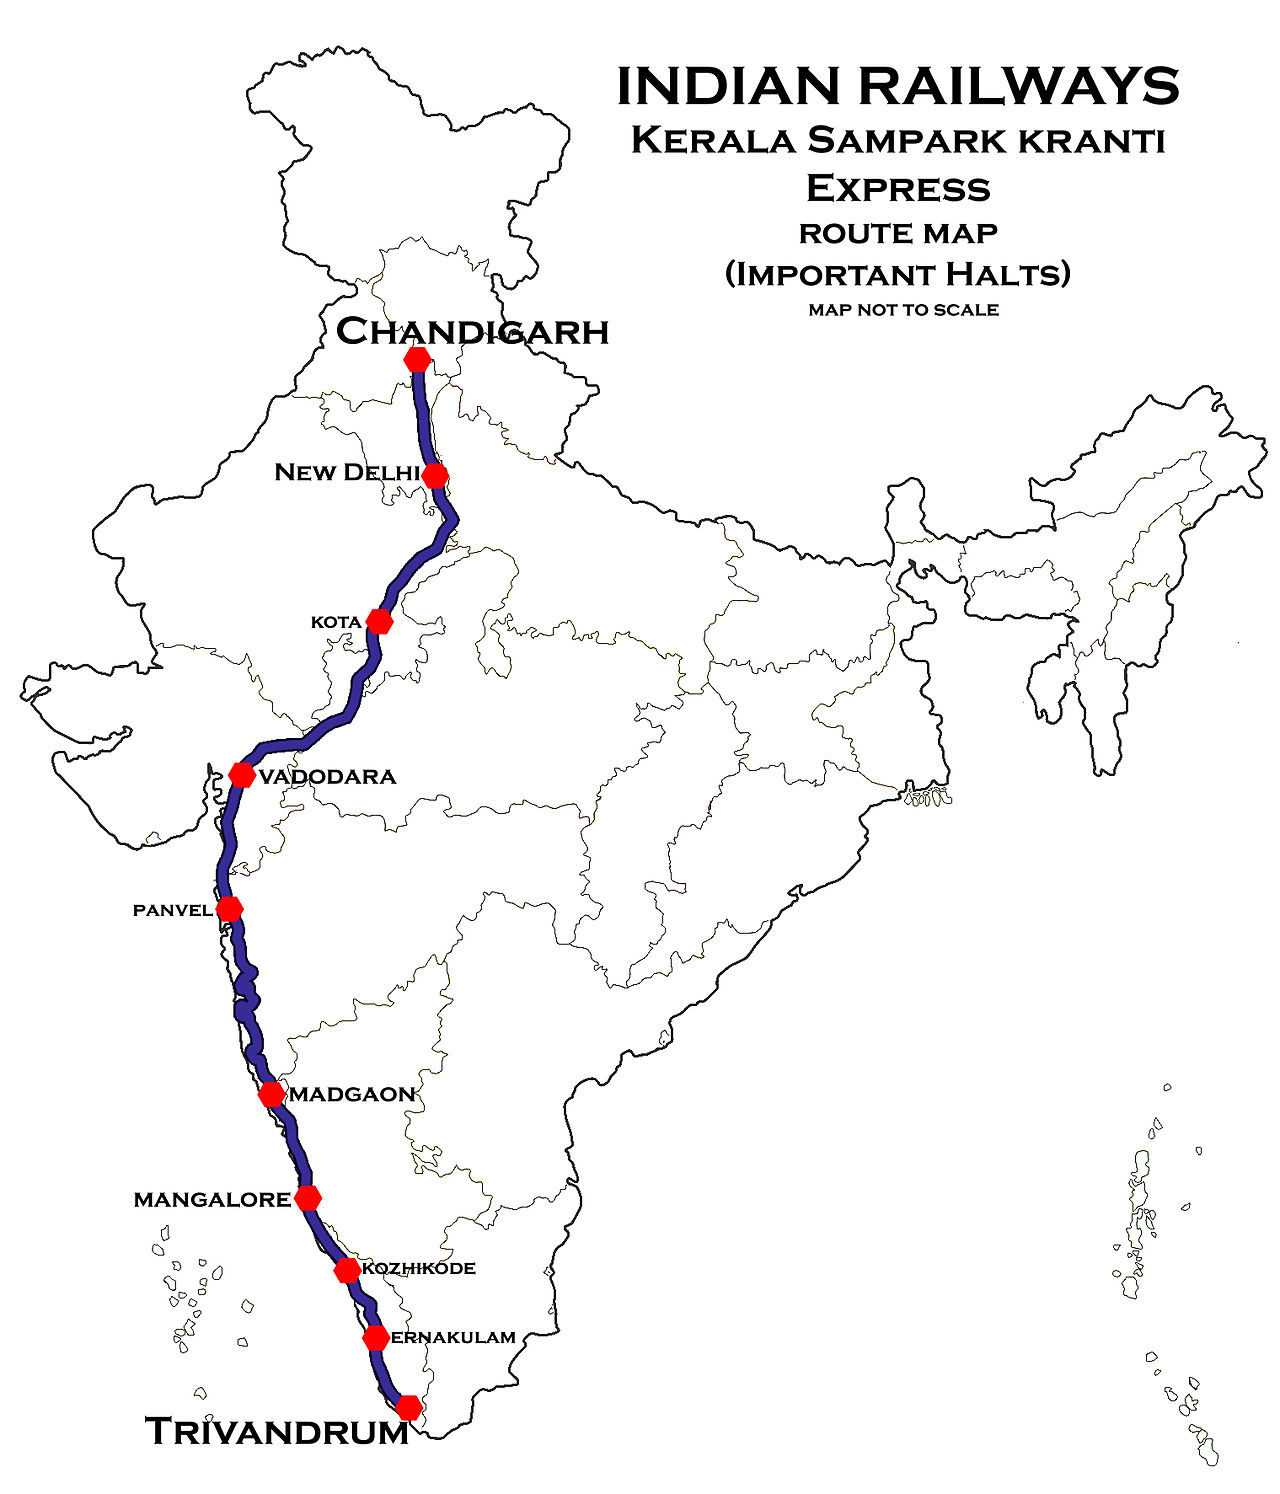 INDIAN RAILWAYS
KERALA SAMPARK KRANTI
EXPRESS
ROUTE MAP
(IMPORTANT HALTS)
MAP NOT TO SCALE
CHANDIGARH
NEW DELHI
KOTA
VADODARA
PANVEL
MADGAON
MANGALORE
KOZHIKODE
ERNAKULAM
TRIVANDRUM